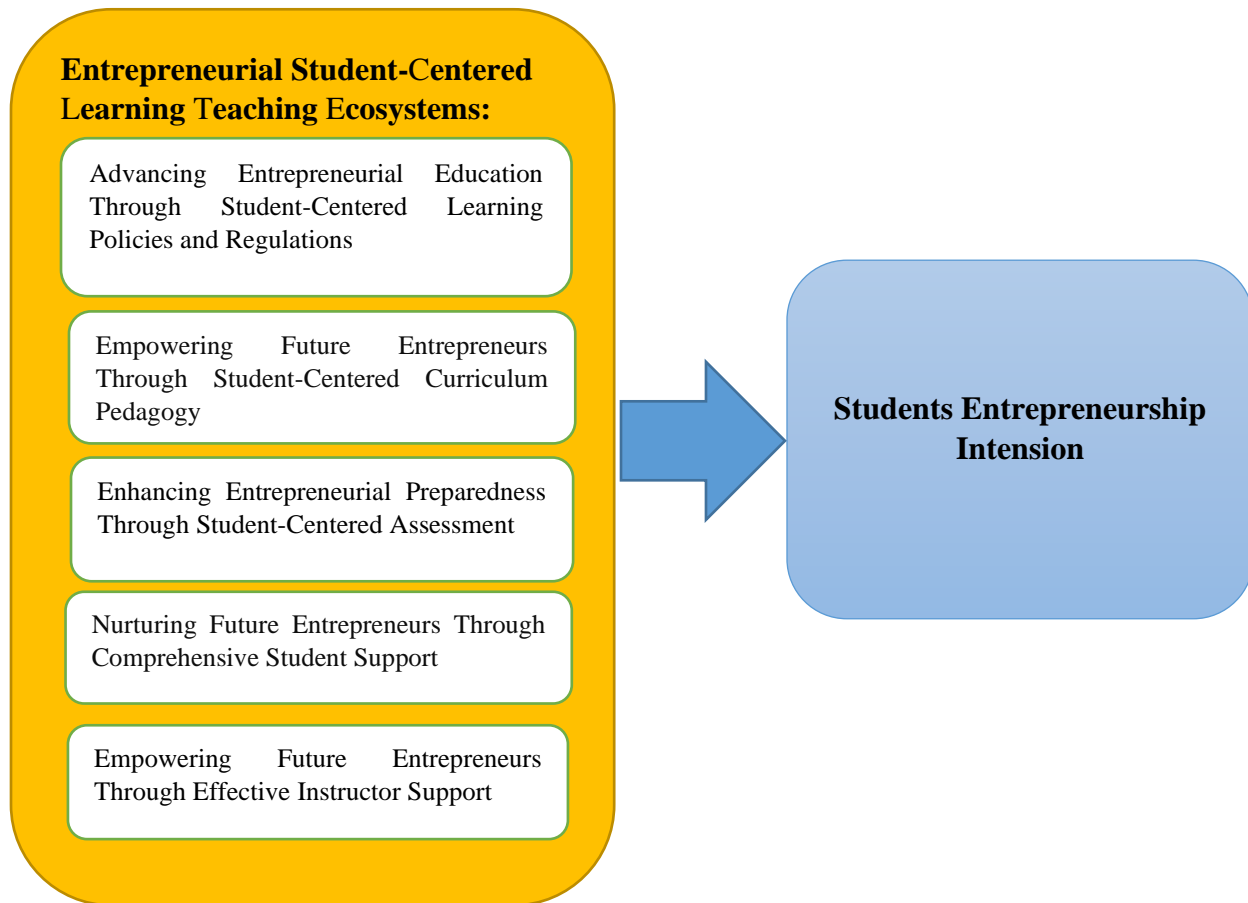 Entrepreneurial Student-Centered
Learning Teaching Ecosystems:
Advancing Entrepreneurial Education
Through Student-Centered Learning
Policies and Regulations
Empowering Future Entrepreneurs
Through Student-Centered Curriculum
Pedagogy
Enhancing Entrepreneurial Preparedness
Through Student-Centered Assessment
Nurturing Future Entrepreneurs Through
Comprehensive Student Support
Empowering Future Entrepreneurs
Through Effective Instructor Support
Students Entrepreneurship
Intension